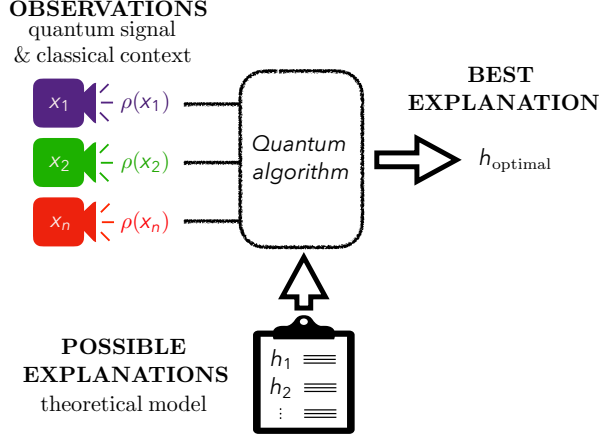 OBSERVATIONS
quantum signal
& classical context
x₁ ρ(x₁)
x₂ ρ(x₂)
xₙ ρ(xₙ)
Quantum
algorithm
BEST
EXPLANATION
h_optimal
POSSIBLE
EXPLANATIONS
theoretical model
h₁
h₂
⋮